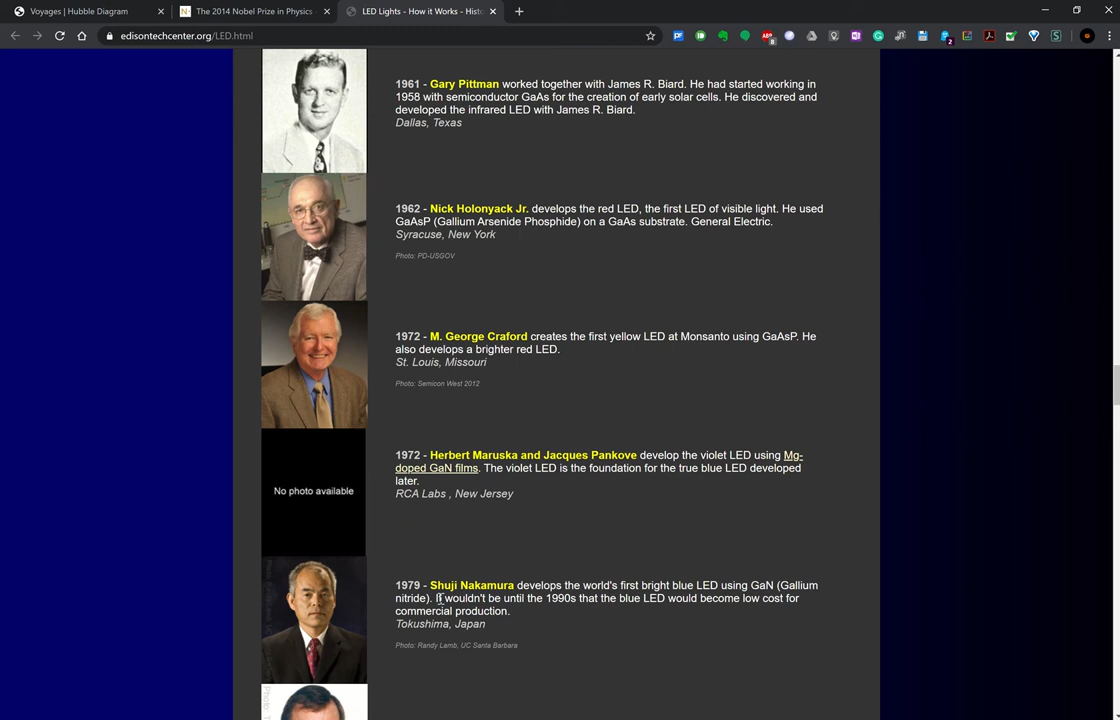 Voyages | Hubble Diagram
The 2014 Nobel Prize in Physics
LED Lights - How it Works - Histo
edisontechcenter.org/LED.html
1961 - Gary Pittman worked together with James R. Biard. He had started working in
1958 with semiconductor GaAs for the creation of early solar cells. He discovered and
developed the infrared LED with James R. Biard.
Dallas, Texas
1962 - Nick Holonyack Jr. develops the red LED, the first LED of visible light. He used
GaAsP (Gallium Arsenide Phosphide) on a GaAs substrate. General Electric.
Syracuse, New York
Photo: PD-USGOV
1972 - M. George Craford creates the first yellow LED at Monsanto using GaAsP. He
also develops a brighter red LED.
St. Louis, Missouri
Photo: Semicon West 2012
1972 - Herbert Maruska and Jacques Pankove develop the violet LED using Mg-
doped GaN films. The violet LED is the foundation for the true blue LED developed
later.
RCA Labs , New Jersey
No photo available
1979 - Shuji Nakamura develops the world's first bright blue LED using GaN (Gallium
nitride). It wouldn't be until the 1990s that the blue LED would become low cost for
commercial production.
Tokushima, Japan
Photo: Randy Lamb, UC Santa Barbara